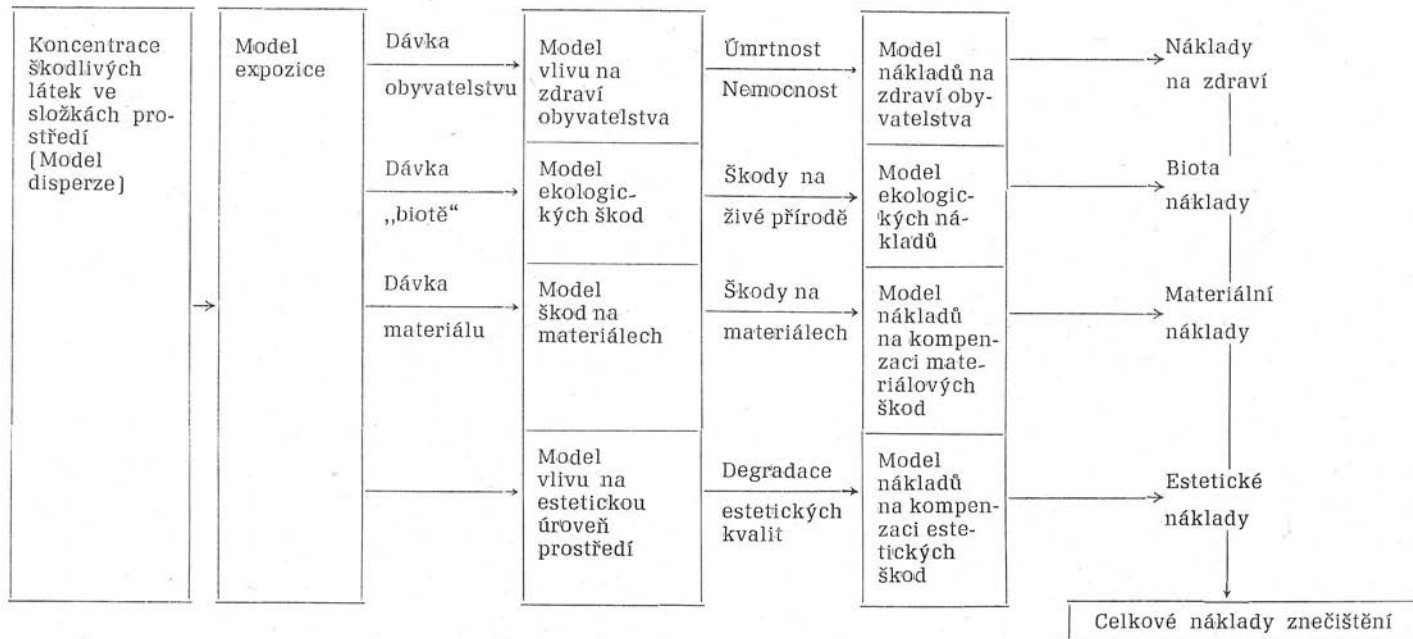 Koncentrace
škodlivých
látek ve
složkách pro-
středí
(Model
disperze)
Model
expozice
Dávka
obyvatelstvu
Model
vlivu na
zdraví
obyvatelstva
Úmrtnost
Nemocnost
Model
nákladů na
zdraví oby-
vatelstva
Náklady
na zdraví
Dávka
„biotě“
Model
ekologic-
kých škod
Škody na
živé přírodě
Model
ekologic-
kých ná-
kladů
Biota
náklady
Dávka
materiálu
Model
škod na
materiálech
Škody na
materiálech
Model
nákladů
na kompen-
zaci mate-
riálových
škod
Materiální
náklady
Model
vlivu na
estetickou
úroveň
prostředí
Degradace
estetických
kvalit
Model
nákladů
na kompen-
zaci este-
tických
škod
Estetické
náklady
Celkové náklady znečištění